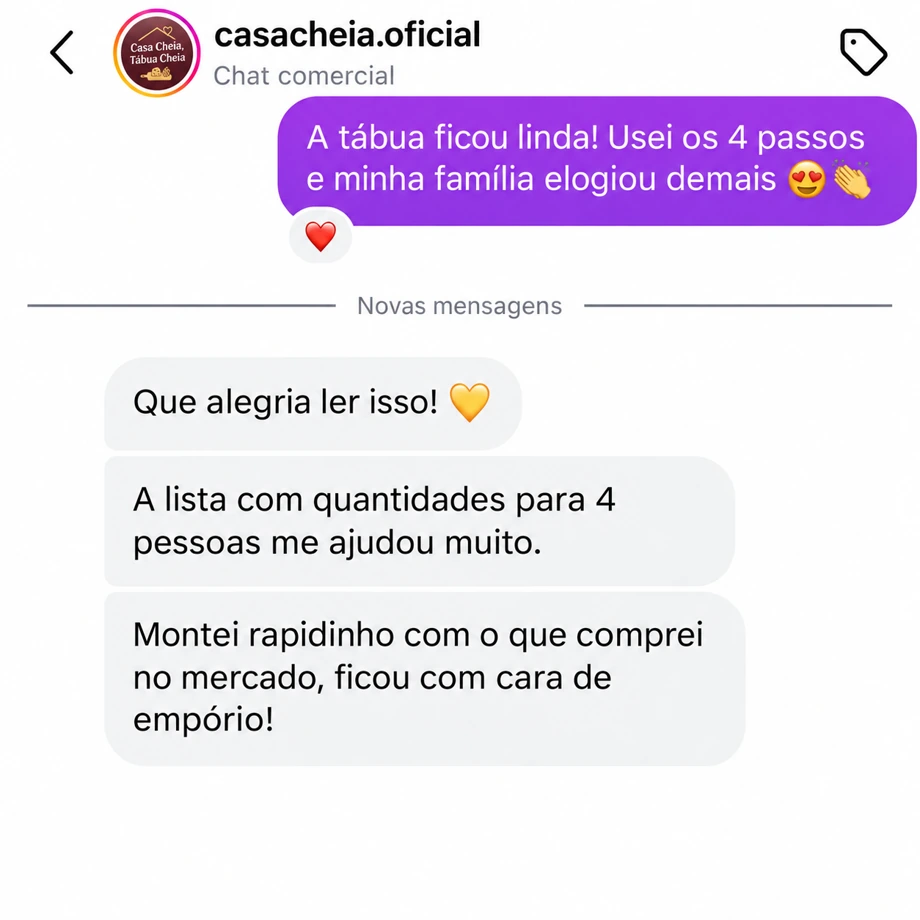 casacheia.oficial
Chat comercial
Casa Cheia,
Tábua Cheia
A tábua ficou linda! Usei os 4 passos
e minha família elogiou demais 😍👏
❤️
Novas mensagens
Que alegria ler isso! 💛
A lista com quantidades para 4
pessoas me ajudou muito.
Montei rapidinho com o que comprei
no mercado, ficou com cara de
empório!